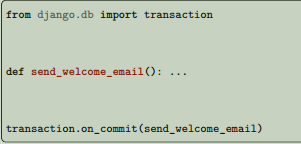 from django.db import transaction
def send_welcome_email(): ...
transaction.on_commit(send_welcome_email)